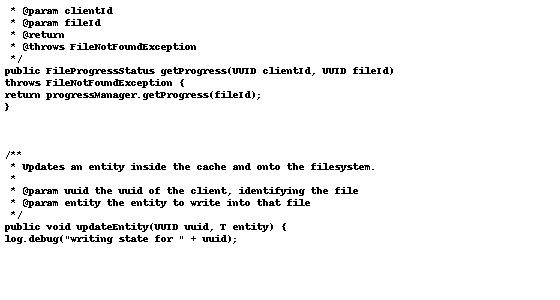 * @param clientId
* @param fileId
* @return
* @throws FileNotFoundException
*/
public FileProgressStatus getProgress(UUID clientId, UUID fileId)
throws FileNotFoundException {
return progressManager.getProgress(fileId);
}
/**
* Updates an entity inside the cache and onto the filesystem.
*
* @param uuid the uuid of the client, identifying the file
* @param entity the entity to write into that file
*/
public void updateEntity(UUID uuid, T entity) {
log.debug("writing state for " + uuid);